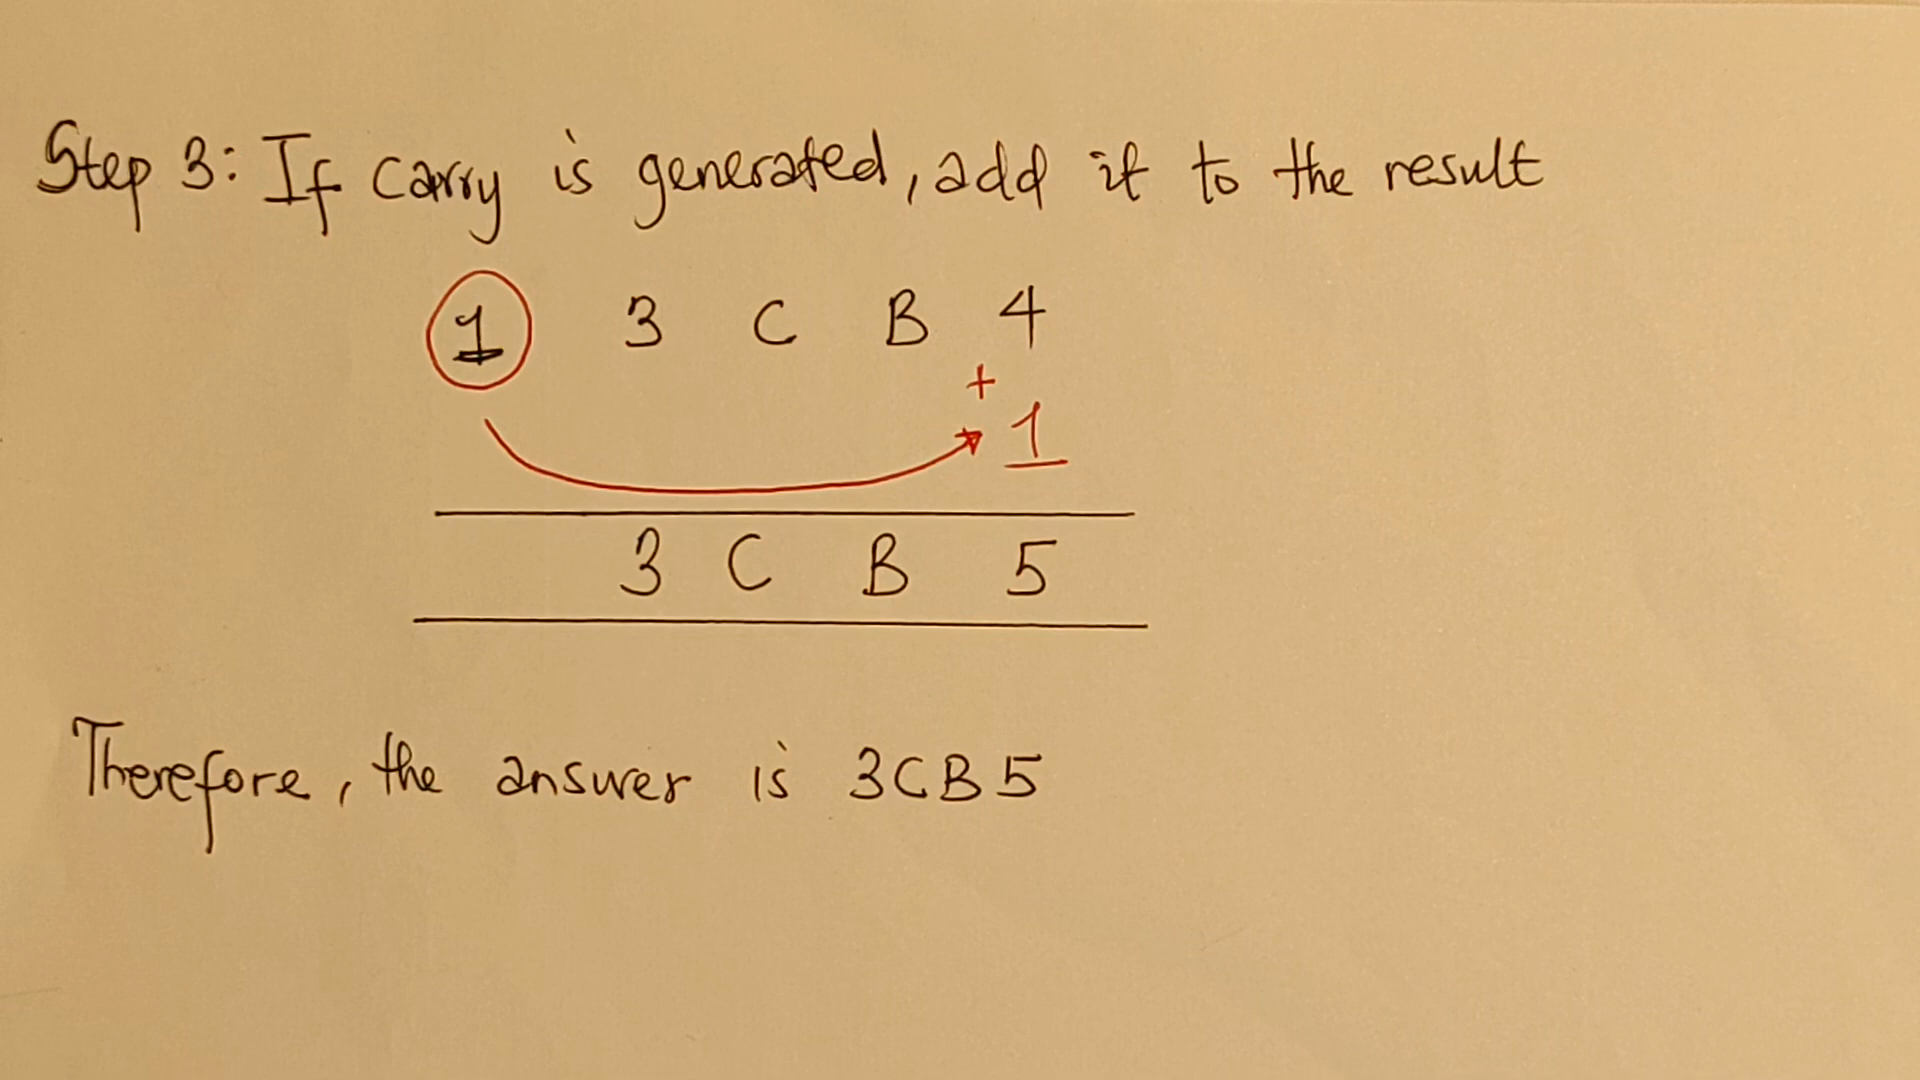 Step 3: If carry is generated, add it to the result
1 3 C B 4
+
1
3 C B 5
Therefore, the answer is 3CB5